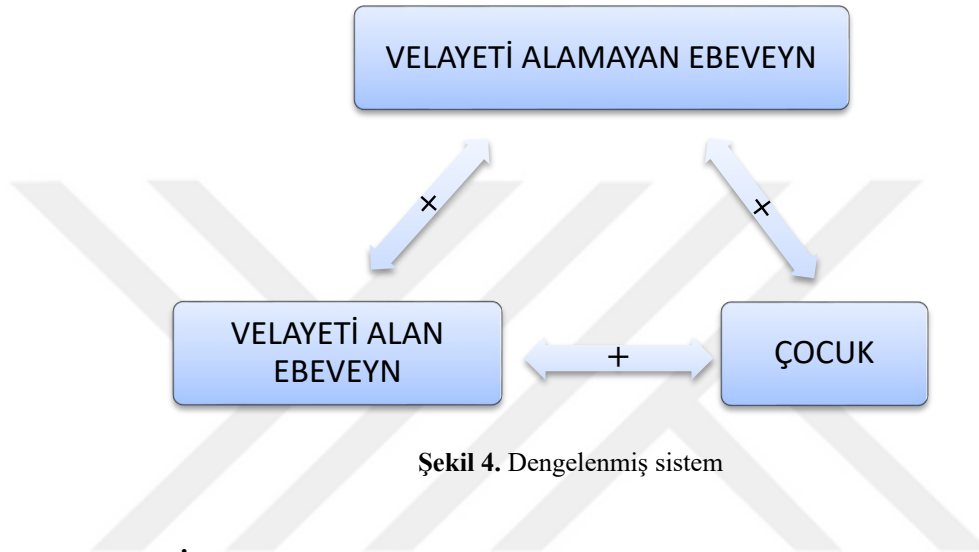 VELAYETİ ALAMAYAN EBEVEYN
×
×
VELAYETİ ALAN
EBEVEYN
+
ÇOCUK
Şekil 4. Dengelenmiş sistem